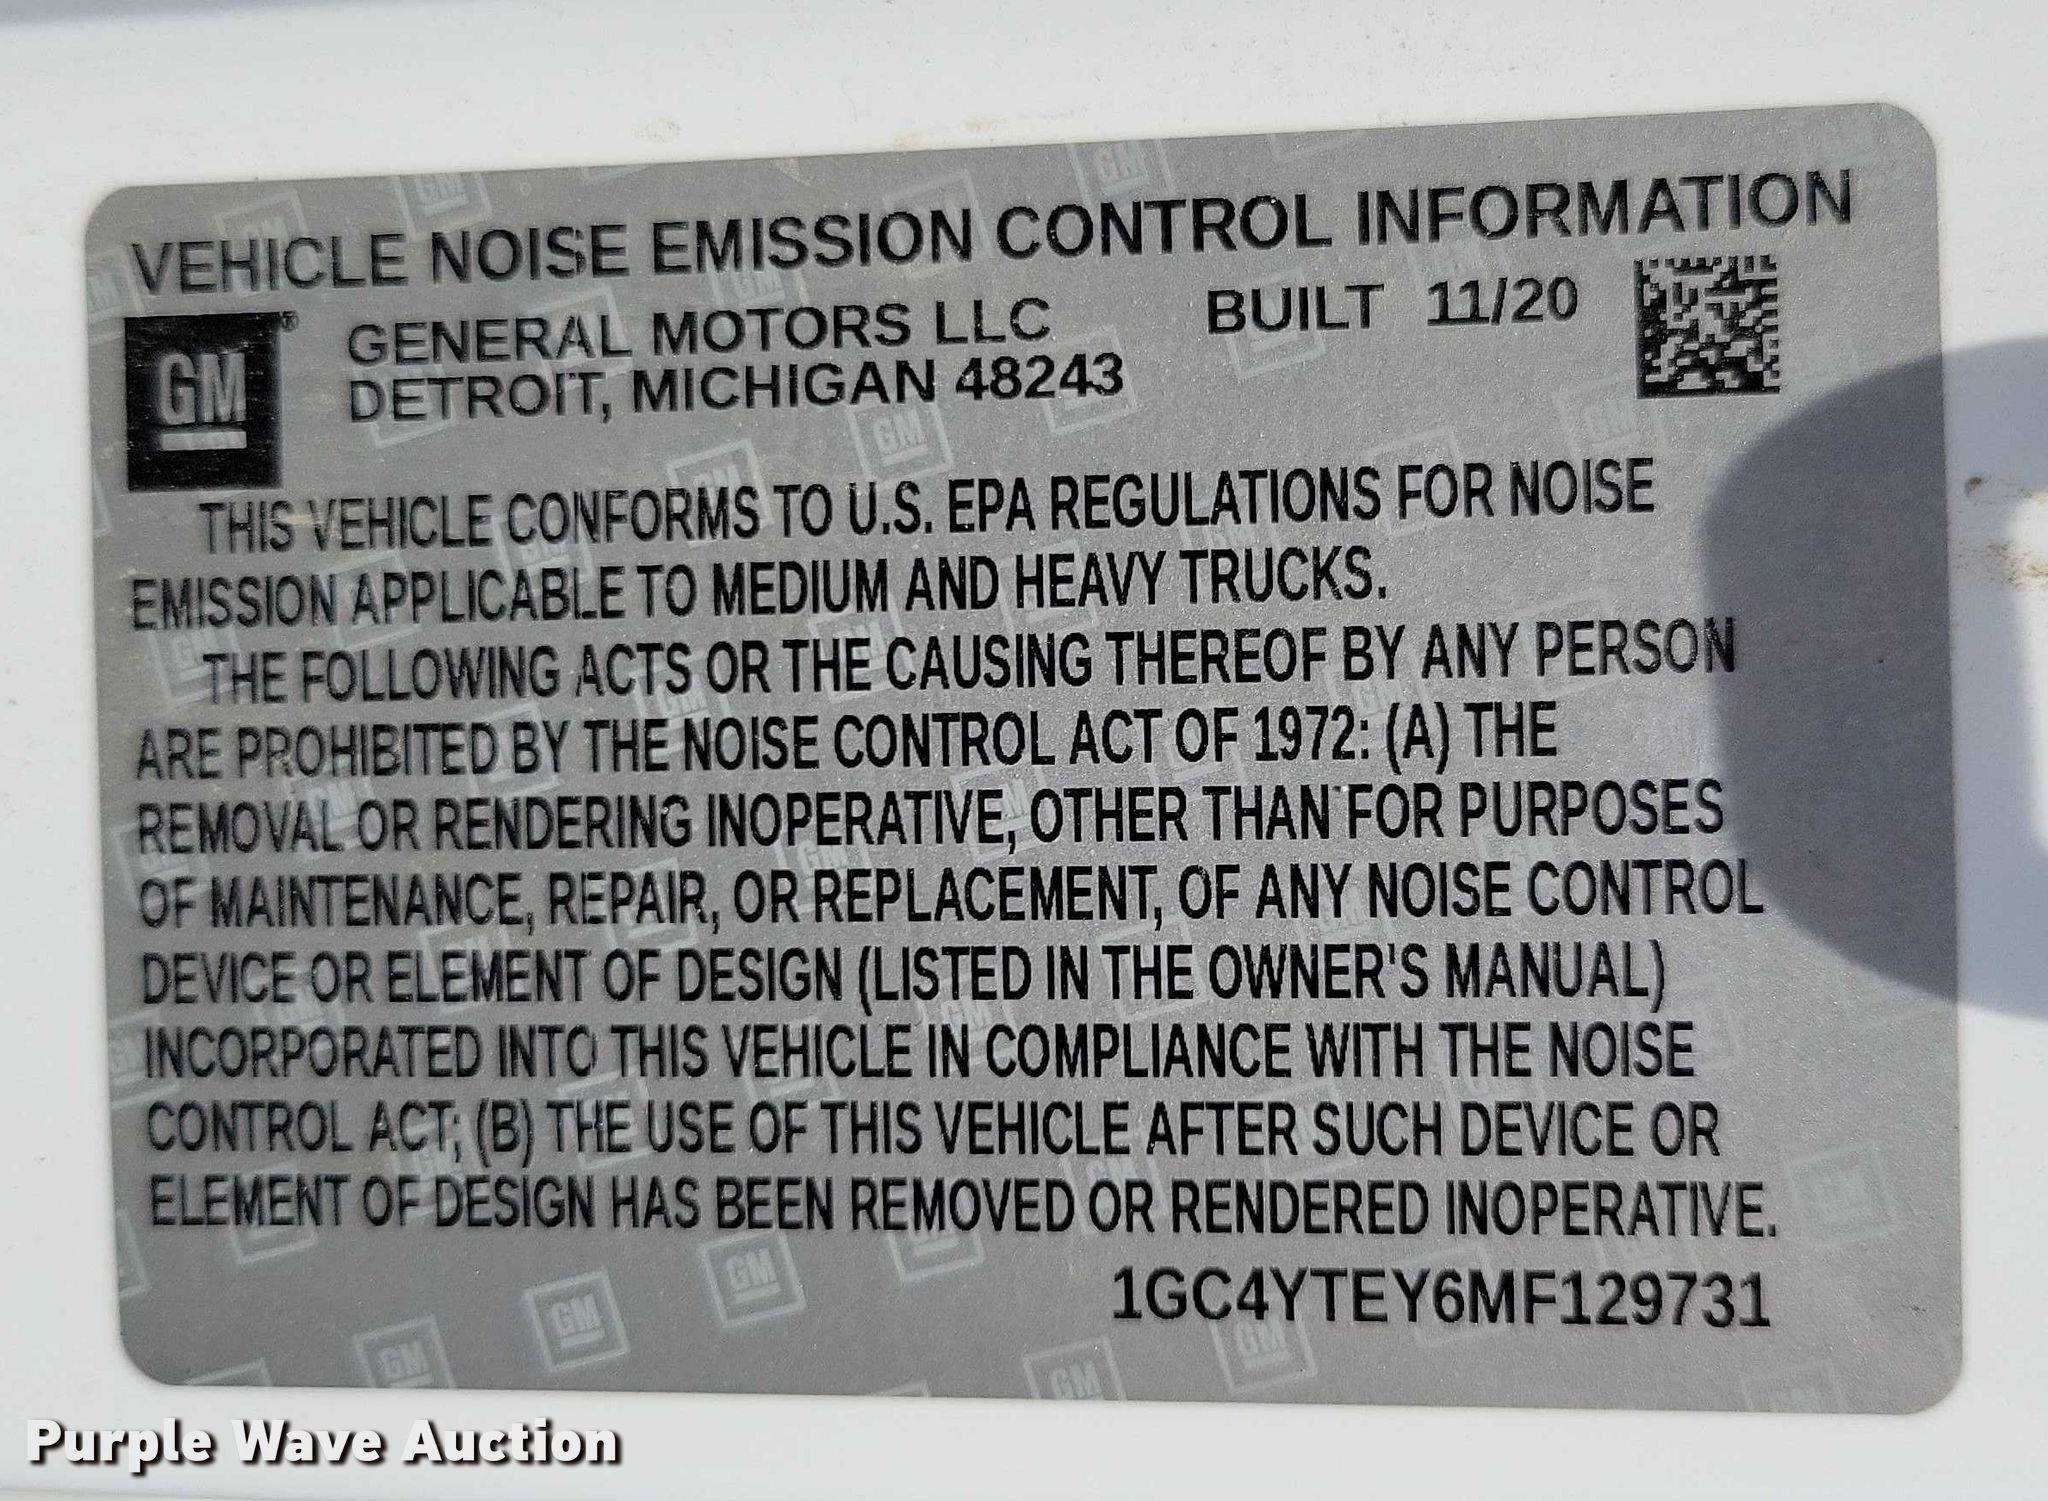 VEHICLE NOISE EMISSION CONTROL INFORMATION
GM®
GENERAL MOTORS LLC BUILT 11/20
DETROIT, MICHIGAN 48243
THIS VEHICLE CONFORMS TO U.S. EPA REGULATIONS FOR NOISE
EMISSION APPLICABLE TO MEDIUM AND HEAVY TRUCKS.
THE FOLLOWING ACTS OR THE CAUSING THEREOF BY ANY PERSON
ARE PROHIBITED BY THE NOISE CONTROL ACT OF 1972: (A) THE
REMOVAL OR RENDERING INOPERATIVE, OTHER THAN FOR PURPOSES
OF MAINTENANCE, REPAIR, OR REPLACEMENT, OF ANY NOISE CONTROL
DEVICE OR ELEMENT OF DESIGN (LISTED IN THE OWNER'S MANUAL)
INCORPORATED INTO THIS VEHICLE IN COMPLIANCE WITH THE NOISE
CONTROL ACT; (B) THE USE OF THIS VEHICLE AFTER SUCH DEVICE OR
ELEMENT OF DESIGN HAS BEEN REMOVED OR RENDERED INOPERATIVE.
1GC4YTEY6MF129731
Purple Wave Auction